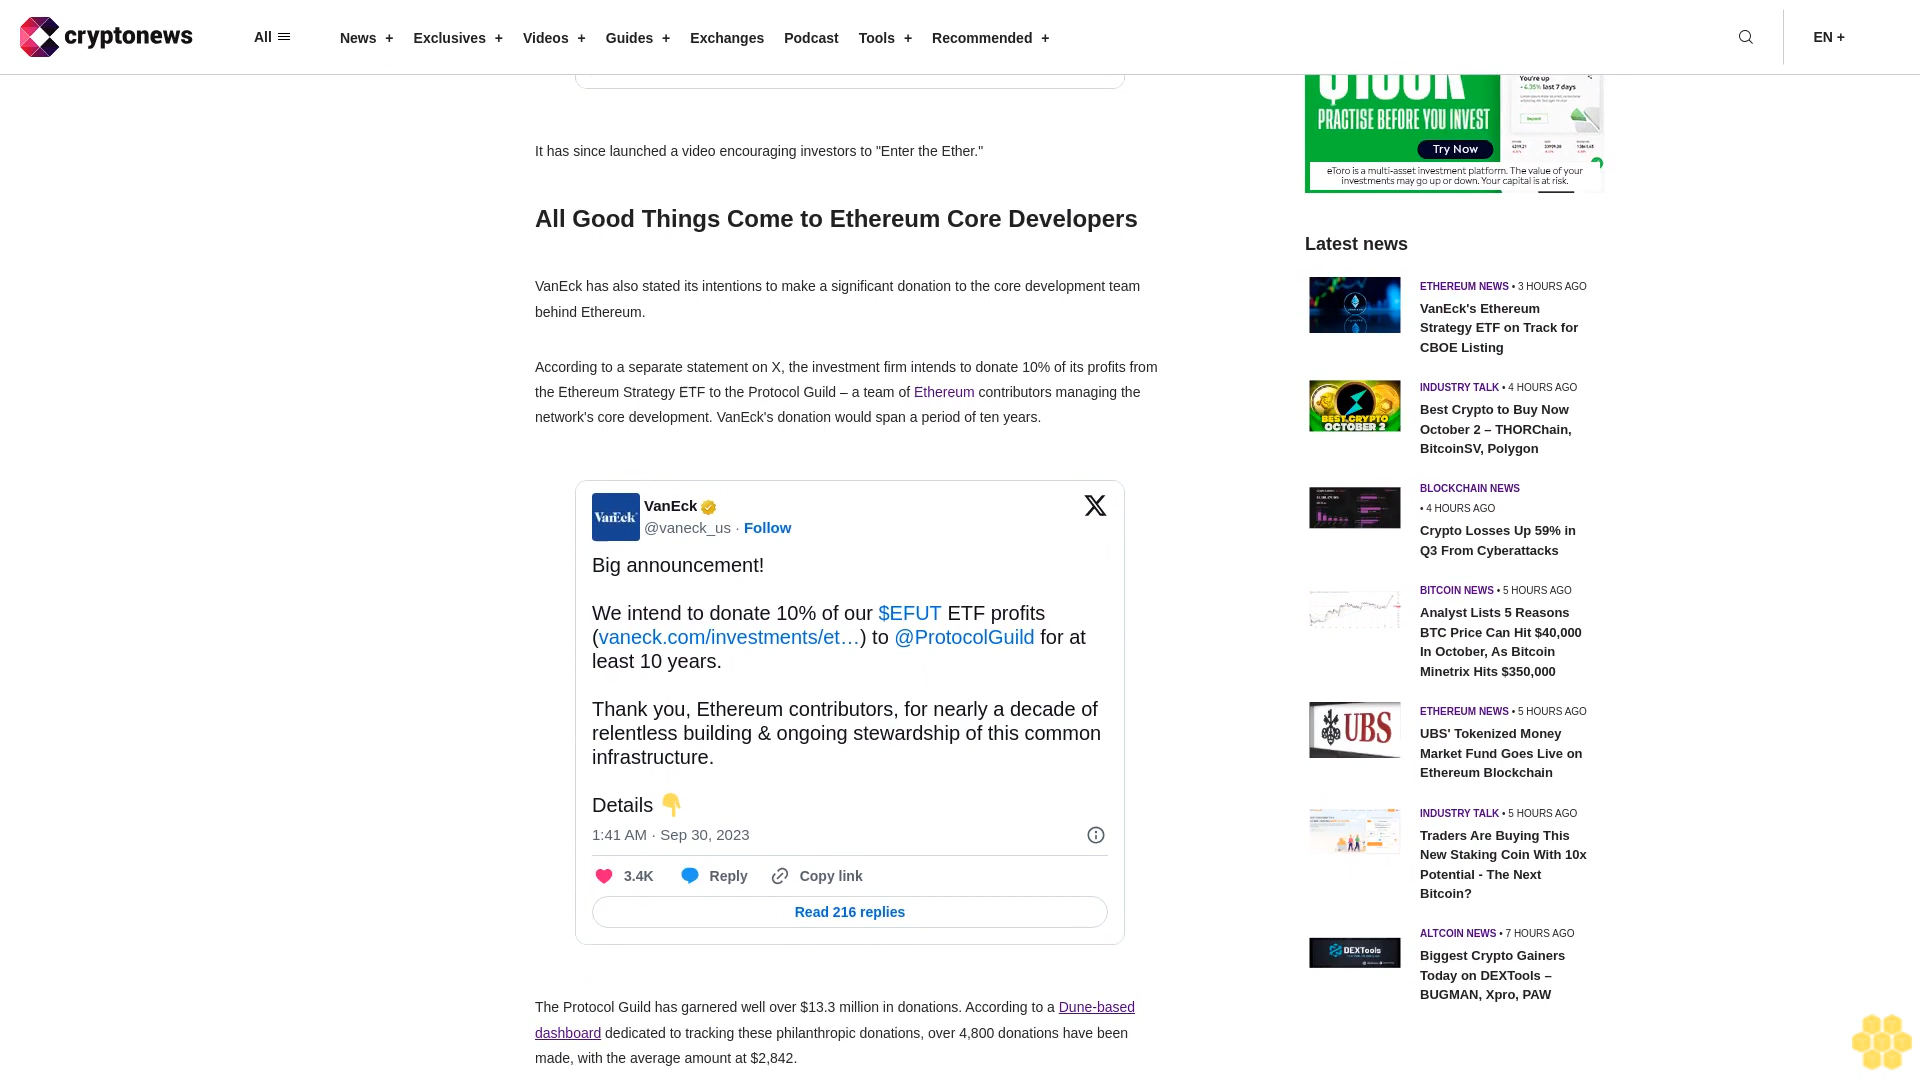 cryptonews
All
News +
Exclusives +
Videos +
Guides +
Exchanges
Podcast
Tools +
Recommended +
EN +
It has since launched a video encouraging investors to "Enter the Ether."
All Good Things Come to Ethereum Core Developers
VanEck has also stated its intentions to make a significant donation to the core development team
behind Ethereum.
According to a separate statement on X, the investment firm intends to donate 10% of its profits from
the Ethereum Strategy ETF to the Protocol Guild – a team of Ethereum contributors managing the
network's core development. VanEck's donation would span a period of ten years.
VanEck
VanEck
@vaneck_us · Follow
Big announcement!
We intend to donate 10% of our $EFUT ETF profits
(vaneck.com/investments/et…) to @ProtocolGuild for at
least 10 years.
Thank you, Ethereum contributors, for nearly a decade of
relentless building & ongoing stewardship of this common
infrastructure.
Details 👇
1:41 AM · Sep 30, 2023
3.4K
Reply
Copy link
Read 216 replies
The Protocol Guild has garnered well over $13.3 million in donations. According to a Dune-based
dashboard dedicated to tracking these philanthropic donations, over 4,800 donations have been
made, with the average amount at $2,842.
$100K
PRACTISE BEFORE YOU INVEST
You're up
+4.35% last 7 days
Try Now
eToro is a multi-asset investment platform. The value of your
investments may go up or down. Your capital is at risk.
Latest news
ETHEREUM NEWS • 3 HOURS AGO
VanEck's Ethereum
Strategy ETF on Track for
CBOE Listing
BEST CRYPTO
OCTOBER 2
INDUSTRY TALK • 4 HOURS AGO
Best Crypto to Buy Now
October 2 – THORChain,
BitcoinSV, Polygon
BLOCKCHAIN NEWS
• 4 HOURS AGO
Crypto Losses Up 59% in
Q3 From Cyberattacks
BITCOIN NEWS • 5 HOURS AGO
Analyst Lists 5 Reasons
BTC Price Can Hit $40,000
In October, As Bitcoin
Minetrix Hits $350,000
UBS
ETHEREUM NEWS • 5 HOURS AGO
UBS' Tokenized Money
Market Fund Goes Live on
Ethereum Blockchain
INDUSTRY TALK • 5 HOURS AGO
Traders Are Buying This
New Staking Coin With 10x
Potential - The Next
Bitcoin?
DEXTools
ALTCOIN NEWS • 7 HOURS AGO
Biggest Crypto Gainers
Today on DEXTools –
BUGMAN, Xpro, PAW